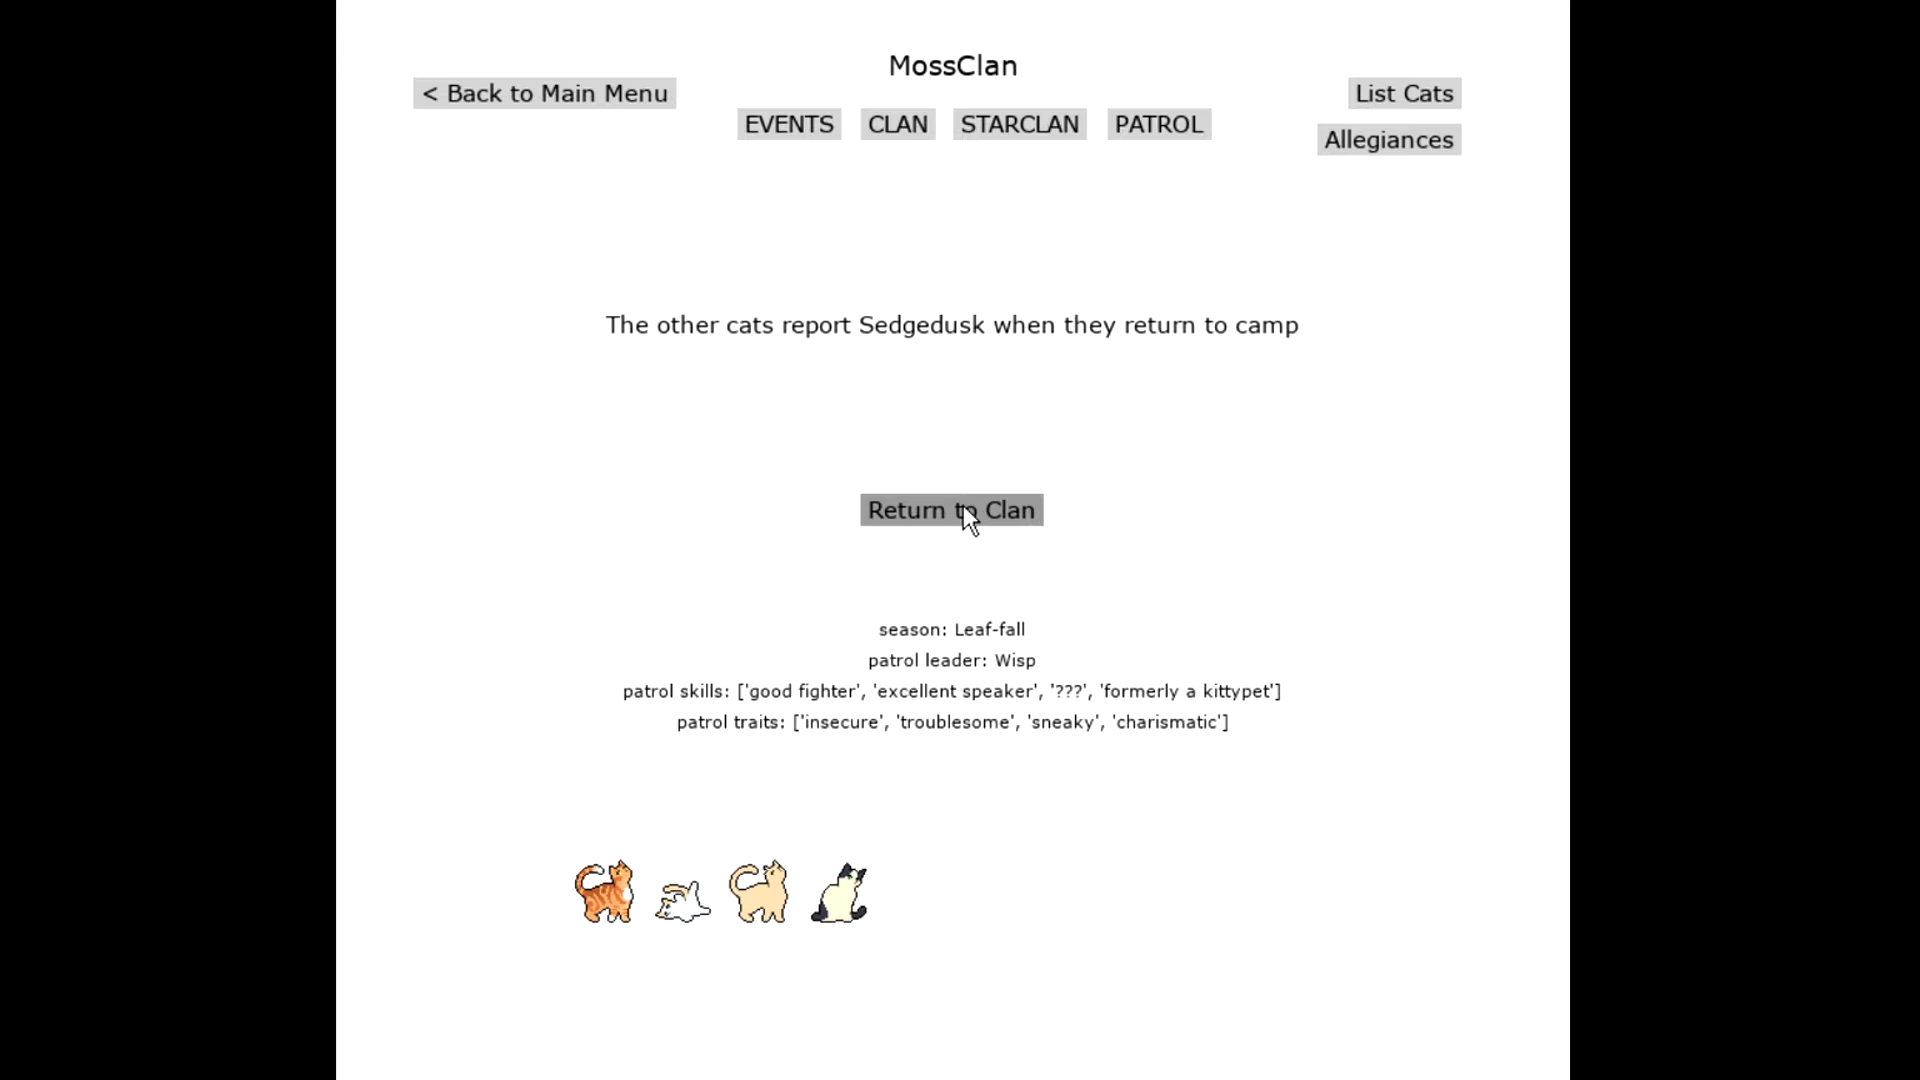 MossClan
< Back to Main Menu
List Cats
EVENTS CLAN STARCLAN PATROL
Allegiances
The other cats report Sedgedusk when they return to camp
Return to Clan
season: Leaf-fall
patrol leader: Wisp
patrol skills: ['good fighter', 'excellent speaker', '???', 'formerly a kittypet']
patrol traits: ['insecure', 'troublesome', 'sneaky', 'charismatic']